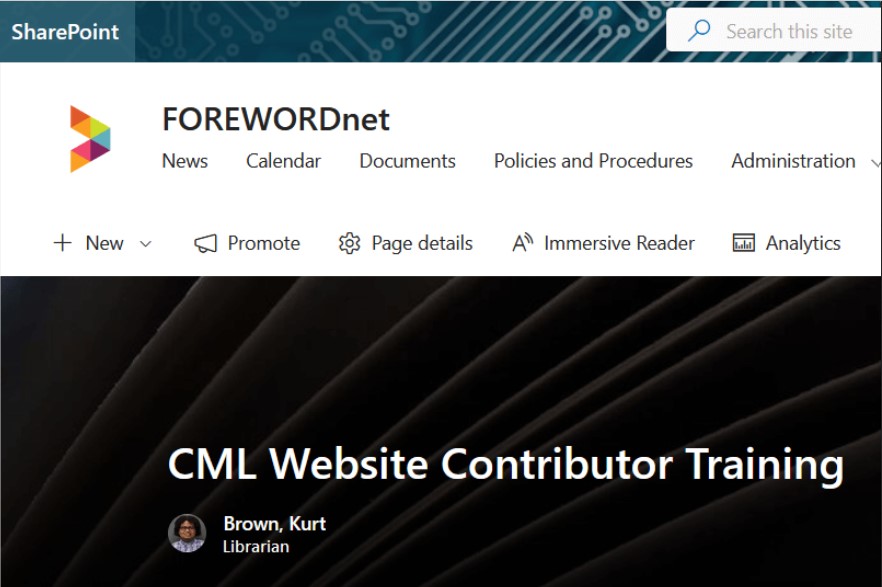 SharePoint Search this site
FOREWORDnet
News Calendar Documents Policies and Procedures Administration
New Promote Page details Immersive Reader Analytics
CML Website Contributor Training
Brown, Kurt
Librarian